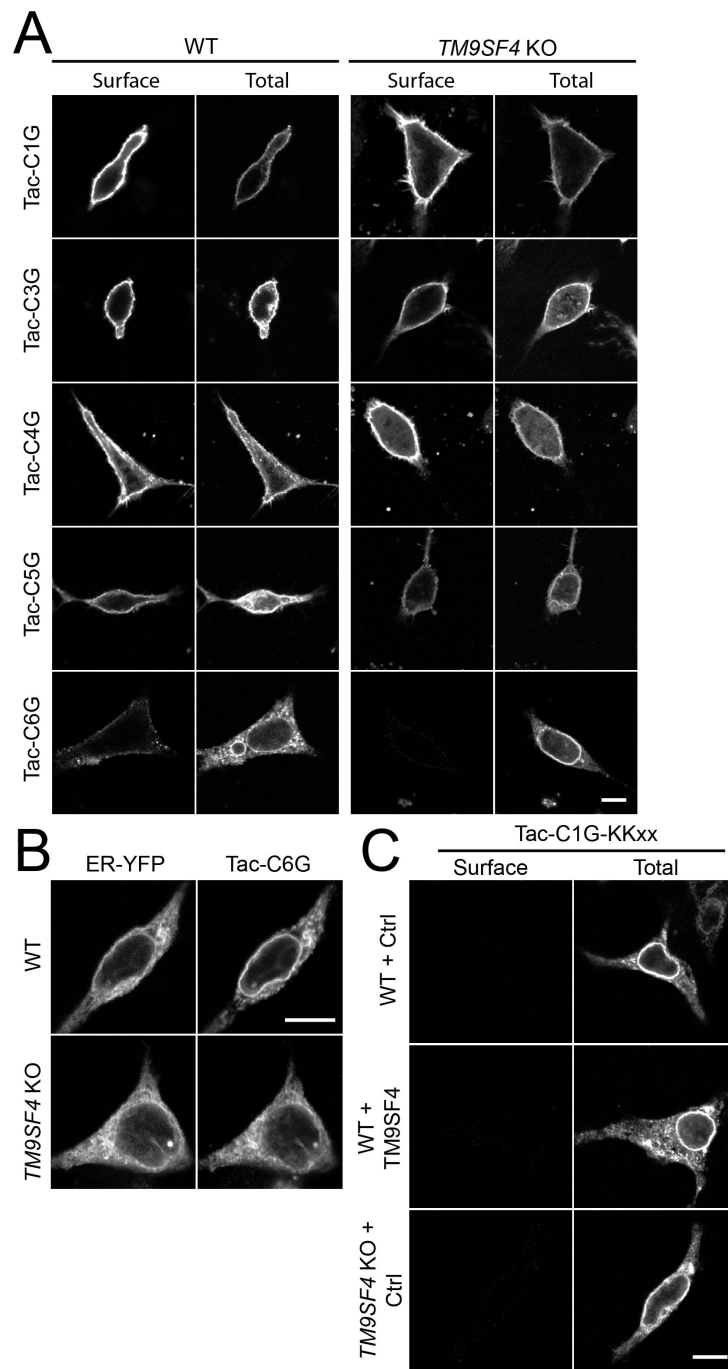 A
WT
TM9SF4 KO
Surface
Total
Surface
Total
Tac-C1G
Tac-C3G
Tac-C4G
Tac-C5G
Tac-C6G
B
ER-YFP
Tac-C6G
WT
TM9SF4 KO
C
Tac-C1G-KKxx
Surface
Total
WT + Ctrl
WT +
TM9SF4
TM9SF4 KO +
Ctrl